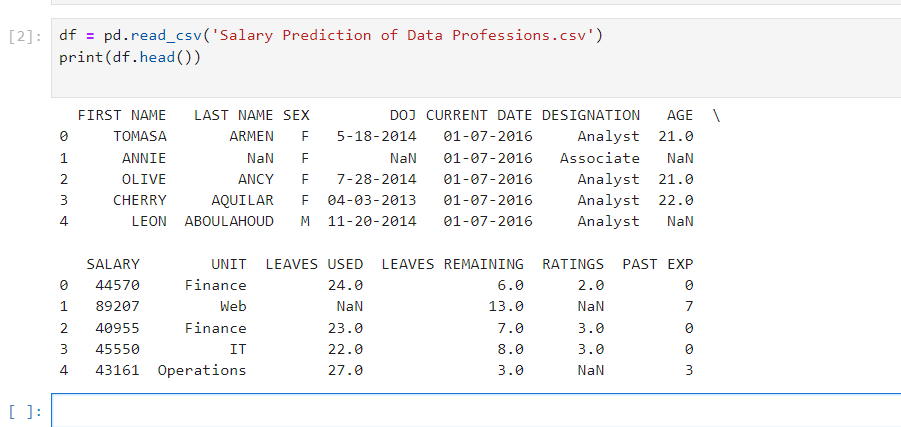 [2]: df = pd.read_csv('Salary Prediction of Data Professions.csv')
print(df.head())
FIRST NAME LAST NAME SEX DOJ CURRENT DATE DESIGNATION AGE \
0 TOMASA ARMEN F 5-18-2014 01-07-2016 Analyst 21.0
1 ANNIE NaN F NaN 01-07-2016 Associate NaN
2 OLIVE ANCY F 7-28-2014 01-07-2016 Analyst 21.0
3 CHERRY AQUILAR F 04-03-2013 01-07-2016 Analyst 22.0
4 LEON ABOULAHOUD M 11-20-2014 01-07-2016 Analyst NaN
SALARY UNIT LEAVES USED LEAVES REMAINING RATINGS PAST EXP
0 44570 Finance 24.0 6.0 2.0 0
1 89207 Web NaN 13.0 NaN 7
2 40955 Finance 23.0 7.0 3.0 0
3 45550 IT 22.0 8.0 3.0 0
4 43161 Operations 27.0 3.0 NaN 3
[ ]: